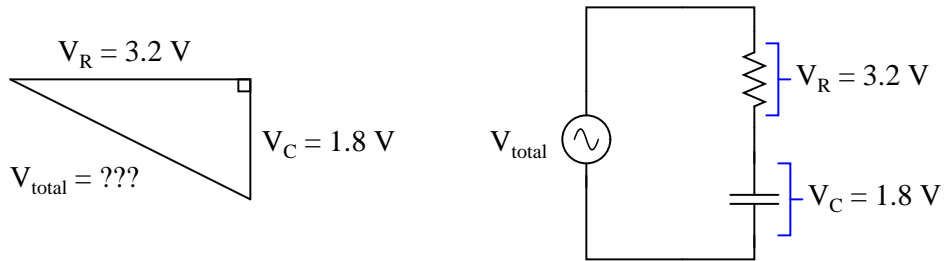 V_R = 3.2 V
V_C = 1.8 V
V_total = ???
V_total
V_R = 3.2 V
V_C = 1.8 V